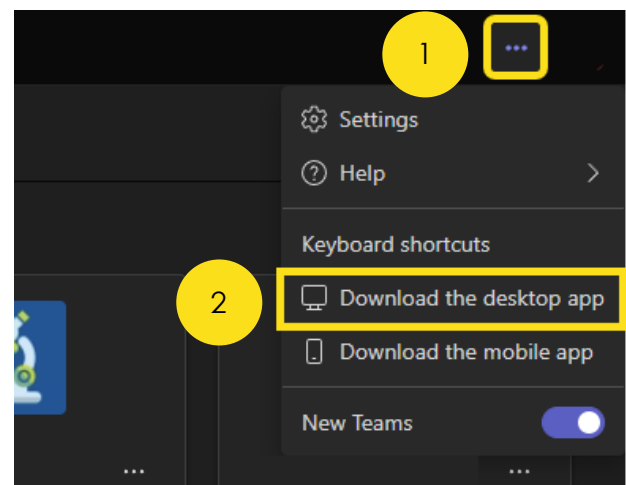 1
...
Settings
Help
Keyboard shortcuts
2
Download the desktop app
Download the mobile app
New Teams
...
...